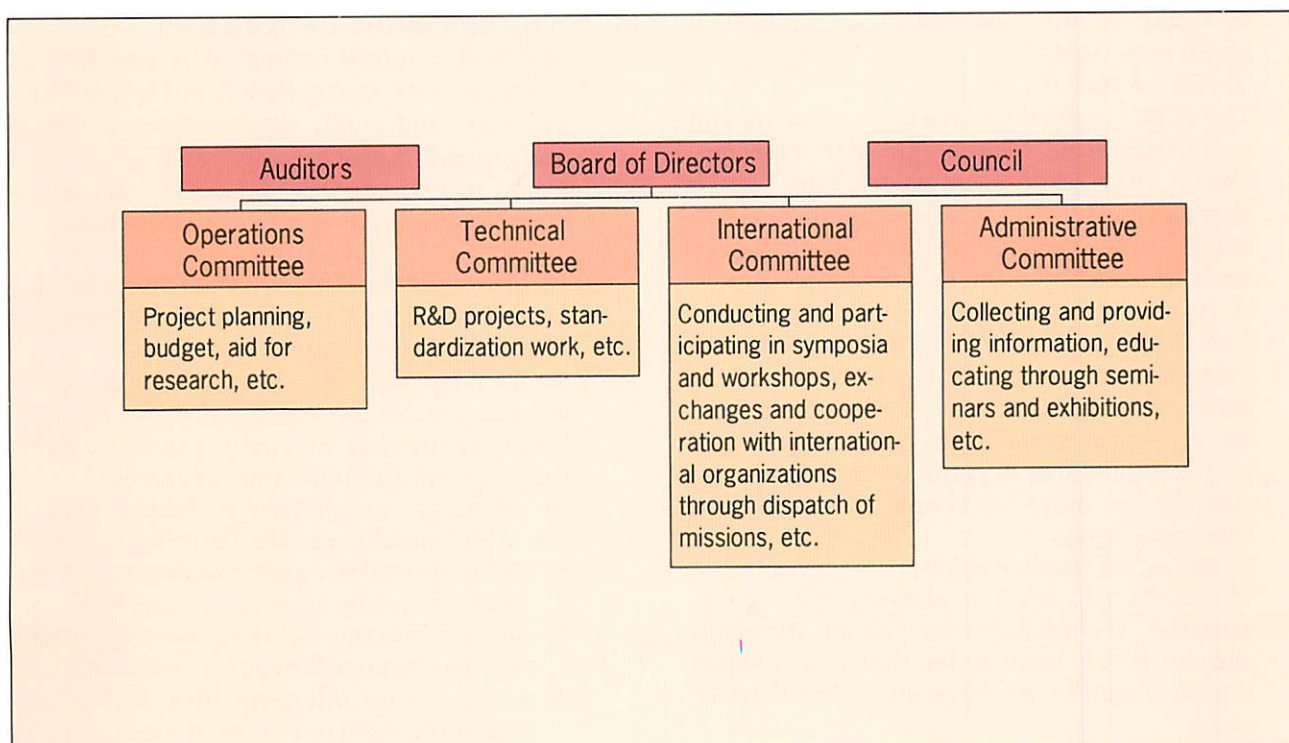 Auditors
Board of Directors
Council
Operations
Committee
Project planning,
budget, aid for
research, etc.
Technical
Committee
R&D projects, stan-
dardization work, etc.
International
Committee
Conducting and part-
icipating in symposia
and workshops, ex-
changes and coope-
ration with internation-
al organizations
through dispatch of
missions, etc.
Administrative
Committee
Collecting and provid-
ing information, edu-
cating through semi-
nars and exhibitions,
etc.